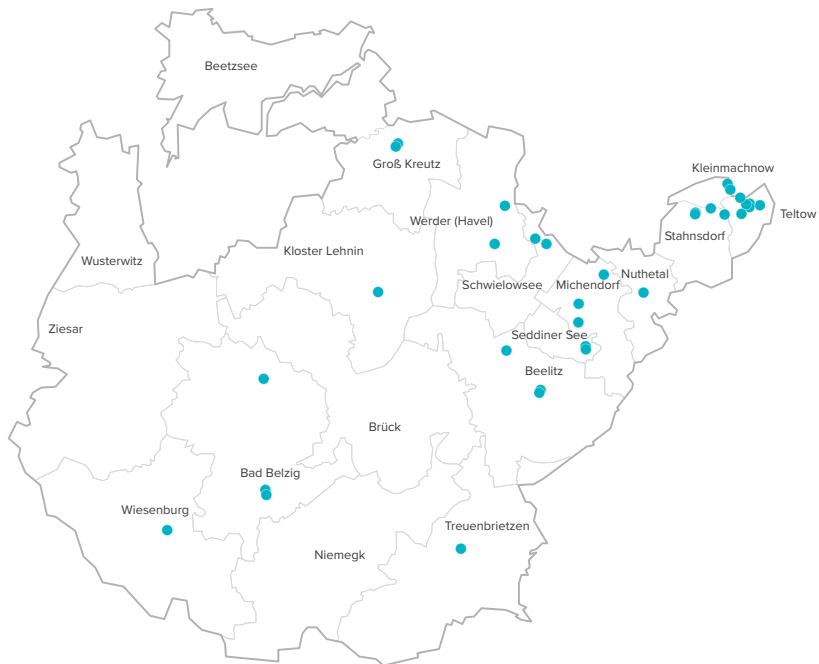 Beetzsee
Groß Kreutz
Kleinmachnow
Werder (Havel)
Teltow
Stahnsdorf
Kloster Lehnin
Wusterwitz
Nuthetal
Schwielowsee
Michendorf
Ziesar
Seddiner See
Beelitz
Brück
Bad Belzig
Wiesenburg
Treuenbrietzen
Niemegk